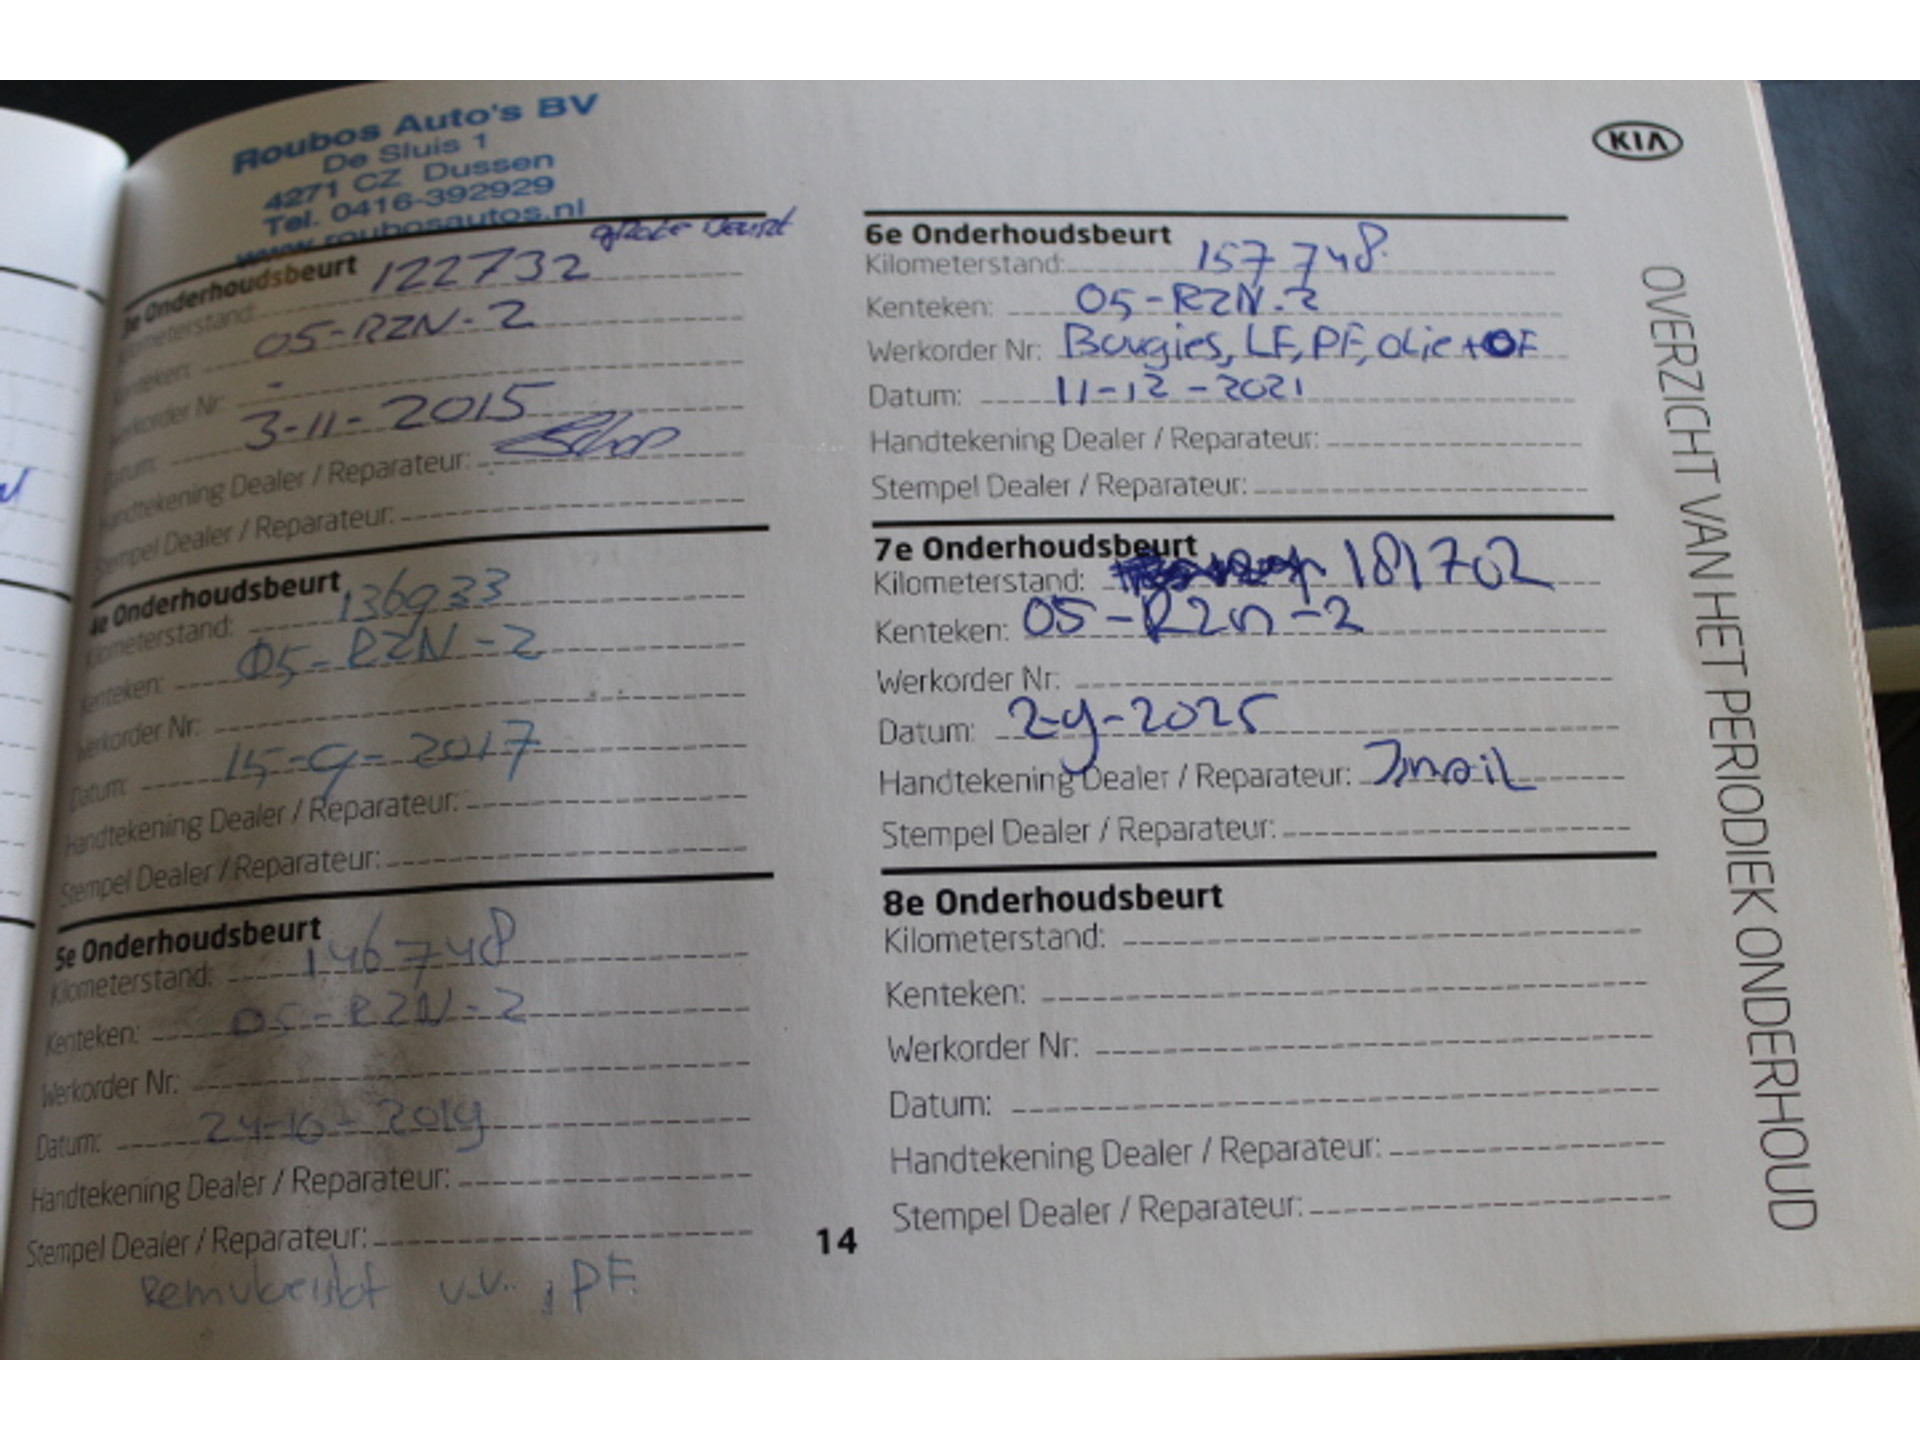 Roubos Auto's BV
De Sluis 1
4271 CZ Dussen
Tel. 0416-392929
www.roubosautos.nl
grote beurt
3e Onderhoudsbeurt
Kilometerstand: 122732
Kenteken: 05-RZN-2
Werkorder Nr: -
Datum: 3-11-2015
Handtekening Dealer / Reparateur:
Stempel Dealer / Reparateur:
4e Onderhoudsbeurt
Kilometerstand: 136933
Kenteken: 05-RZN-2
Werkorder Nr:
Datum: 15-9-2017
Handtekening Dealer / Reparateur:
Stempel Dealer / Reparateur:
5e Onderhoudsbeurt
Kilometerstand: 146748
Kenteken: 05-RZN-2
Werkorder Nr:
Datum: 24-10-2019
Handtekening Dealer / Reparateur:
Stempel Dealer / Reparateur:
Remvloeistof v.v., PF.
14
KIA
6e Onderhoudsbeurt
Kilometerstand: 157748
Kenteken: 05-RZN-2
Werkorder Nr: Bougies, LF, PF, olie + OF
Datum: 11-12-2021
Handtekening Dealer / Reparateur:
Stempel Dealer / Reparateur:
7e Onderhoudsbeurt
Kilometerstand: 181702
Kenteken: 05-RZn-2
Werkorder Nr:
Datum: 2-9-2025
Handtekening Dealer / Reparateur: Ismail
Stempel Dealer / Reparateur:
8e Onderhoudsbeurt
Kilometerstand:
Kenteken:
Werkorder Nr:
Datum:
Handtekening Dealer / Reparateur:
Stempel Dealer / Reparateur:
OVERZICHT VAN HET PERIODIEK ONDERHOUD